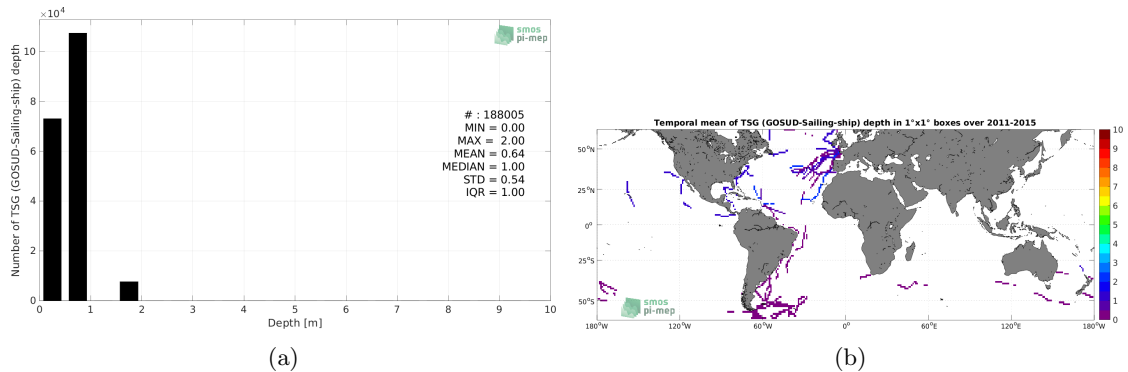 ×10⁴
smos
pi-mep
Number of TSG (GOSUD-Sailing-ship) depth
10
8
6
4
2
0
# : 188005
MIN = 0.00
MAX = 2.00
MEAN = 0.64
MEDIAN = 1.00
STD = 0.54
IQR = 1.00
0 1 2 3 4 5 6 7 8 9 10
Depth [m]
(a)
Temporal mean of TSG (GOSUD-Sailing-ship) depth in 1°x1° boxes over 2011-2015
50°N
25°N
0°
25°S
50°S
180°W 120°W 60°W 0° 60°E 120°E 180°W
10
9
8
7
6
5
4
3
2
1
0
smos
pi-mep
(b)